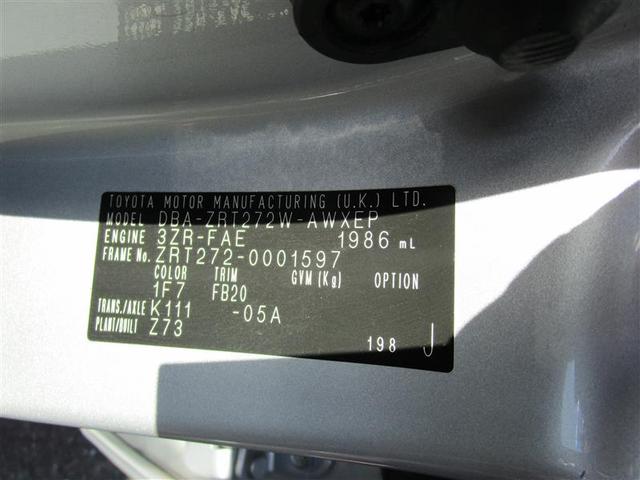 TOYOTA MOTOR MANUFACTURING (U.K.) LTD.
MODEL DBA-ZRT272W-AWXEP
ENGINE 3ZR-FAE 1986 mL
FRAME No. ZRT272-0001597
COLOR TRIM GVM (Kg) OPTION
1F7 FB20
TRANS./AXLE K111 -05A
PLANT/BUILT Z73
198 J